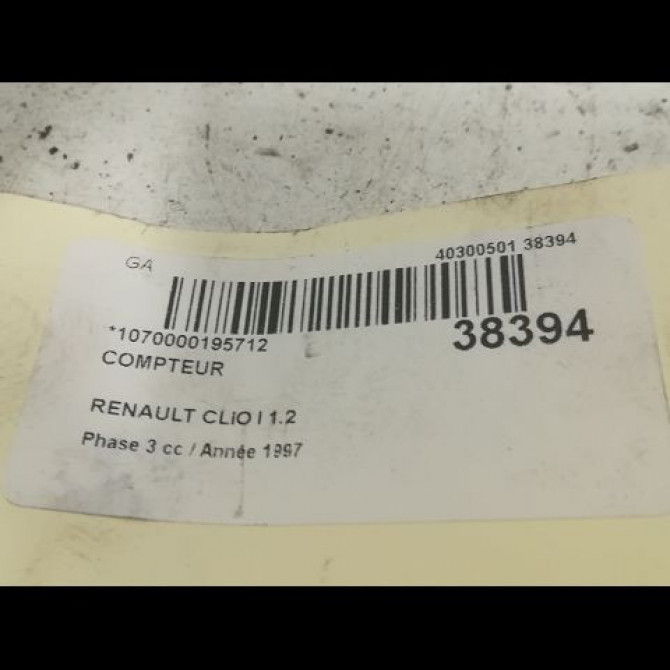 GA 40300501 38394
*1070000195712 38394
COMPTEUR
RENAULT CLiO I 1.2
Phase 3 cc / Année 1997